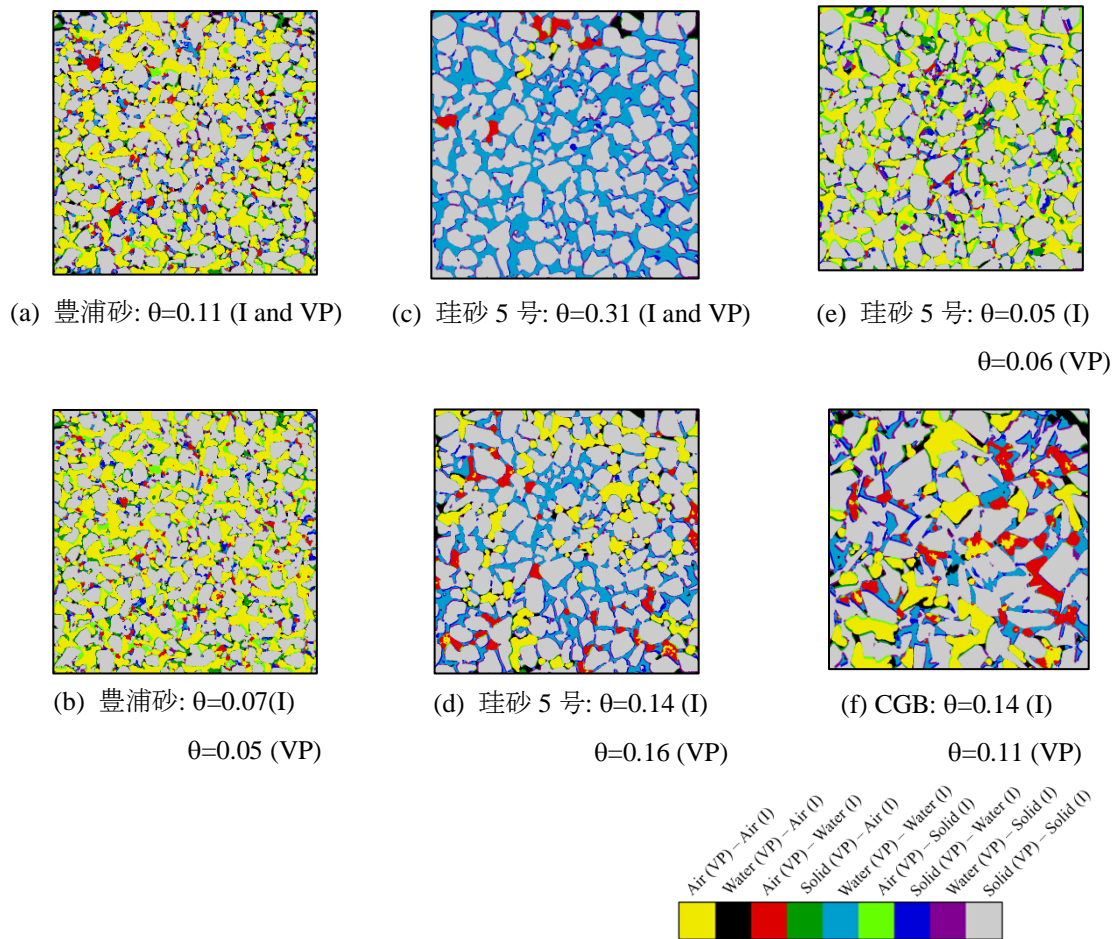 (a) 豊浦砂: θ=0.11 (I and VP)
(c) 珪砂 5 号: θ=0.31 (I and VP)
(e) 珪砂 5 号: θ=0.05 (I)
θ=0.06 (VP)
(b) 豊浦砂: θ=0.07(I)
θ=0.05 (VP)
(d) 珪砂 5 号: θ=0.14 (I)
θ=0.16 (VP)
(f) CGB: θ=0.14 (I)
θ=0.11 (VP)
Air (VP) – Air (I)
Water (VP) – Air (I)
Air (VP) – Water (I)
Solid (VP) – Air (I)
Water (VP) – Water (I)
Air (VP) – Solid (I)
Solid (VP) – Water (I)
Water (VP) – Solid (I)
Solid (VP) – Solid (I)